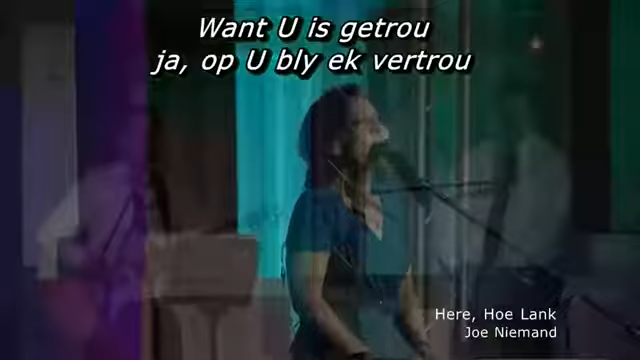 Want U is getrou
ja, op U bly ek vertrou
Here, Hoe Lank
Joe Niemand